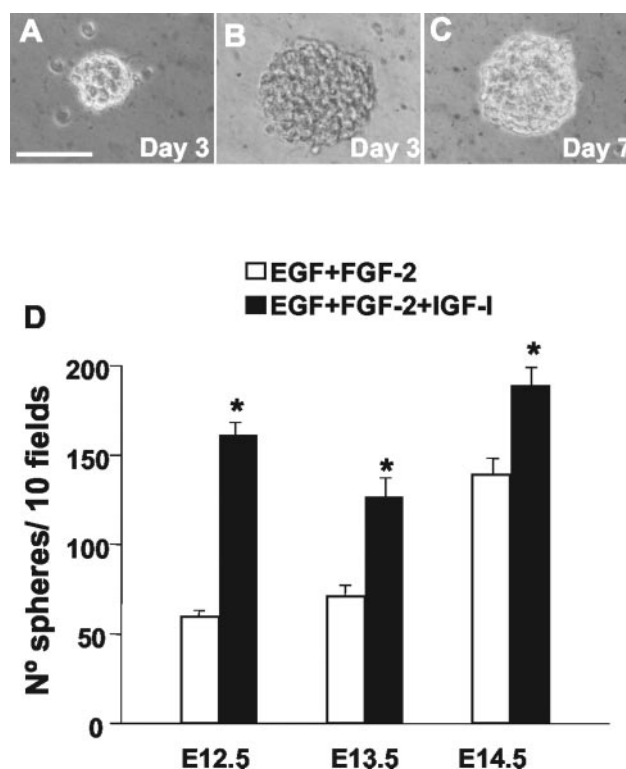 A
B
C
Day 3
Day 3
Day 7
EGF+FGF-2
EGF+FGF-2+IGF-I
D
Nº spheres/ 10 fields
200
150
100
50
0
*
*
*
E12.5
E13.5
E14.5